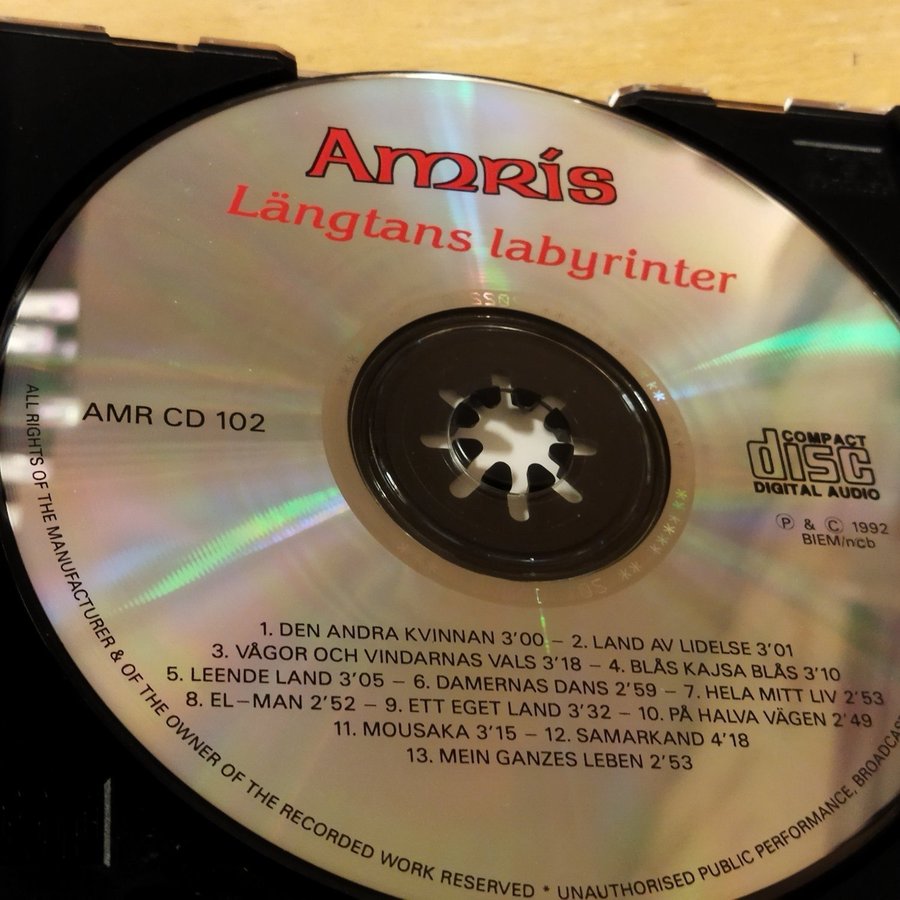 Amrís
Längtans labyrinter
AMR CD 102
COMPACT
disc
DIGITAL AUDIO
Ⓟ & Ⓒ 1992
BIEM/ncb
1. DEN ANDRA KVINNAN 3'00 – 2. LAND AV LIDELSE 3'01
3. VÅGOR OCH VINDARNAS VALS 3'18 – 4. BLÅS KAJSA BLÅS 3'10
5. LEENDE LAND 3'05 – 6. DAMERNAS DANS 2'59 – 7. HELA MITT LIV 2'53
8. EL–MAN 2'52 – 9. ETT EGET LAND 3'32 – 10. PÅ HALVA VÄGEN 2'49
11. MOUSAKA 3'15 – 12. SAMARKAND 4'18
13. MEIN GANZES LEBEN 2'53
ALL RIGHTS OF THE MANUFACTURER & OF THE OWNER OF THE RECORDED WORK RESERVED * UNAUTHORISED PUBLIC PERFORMANCE,